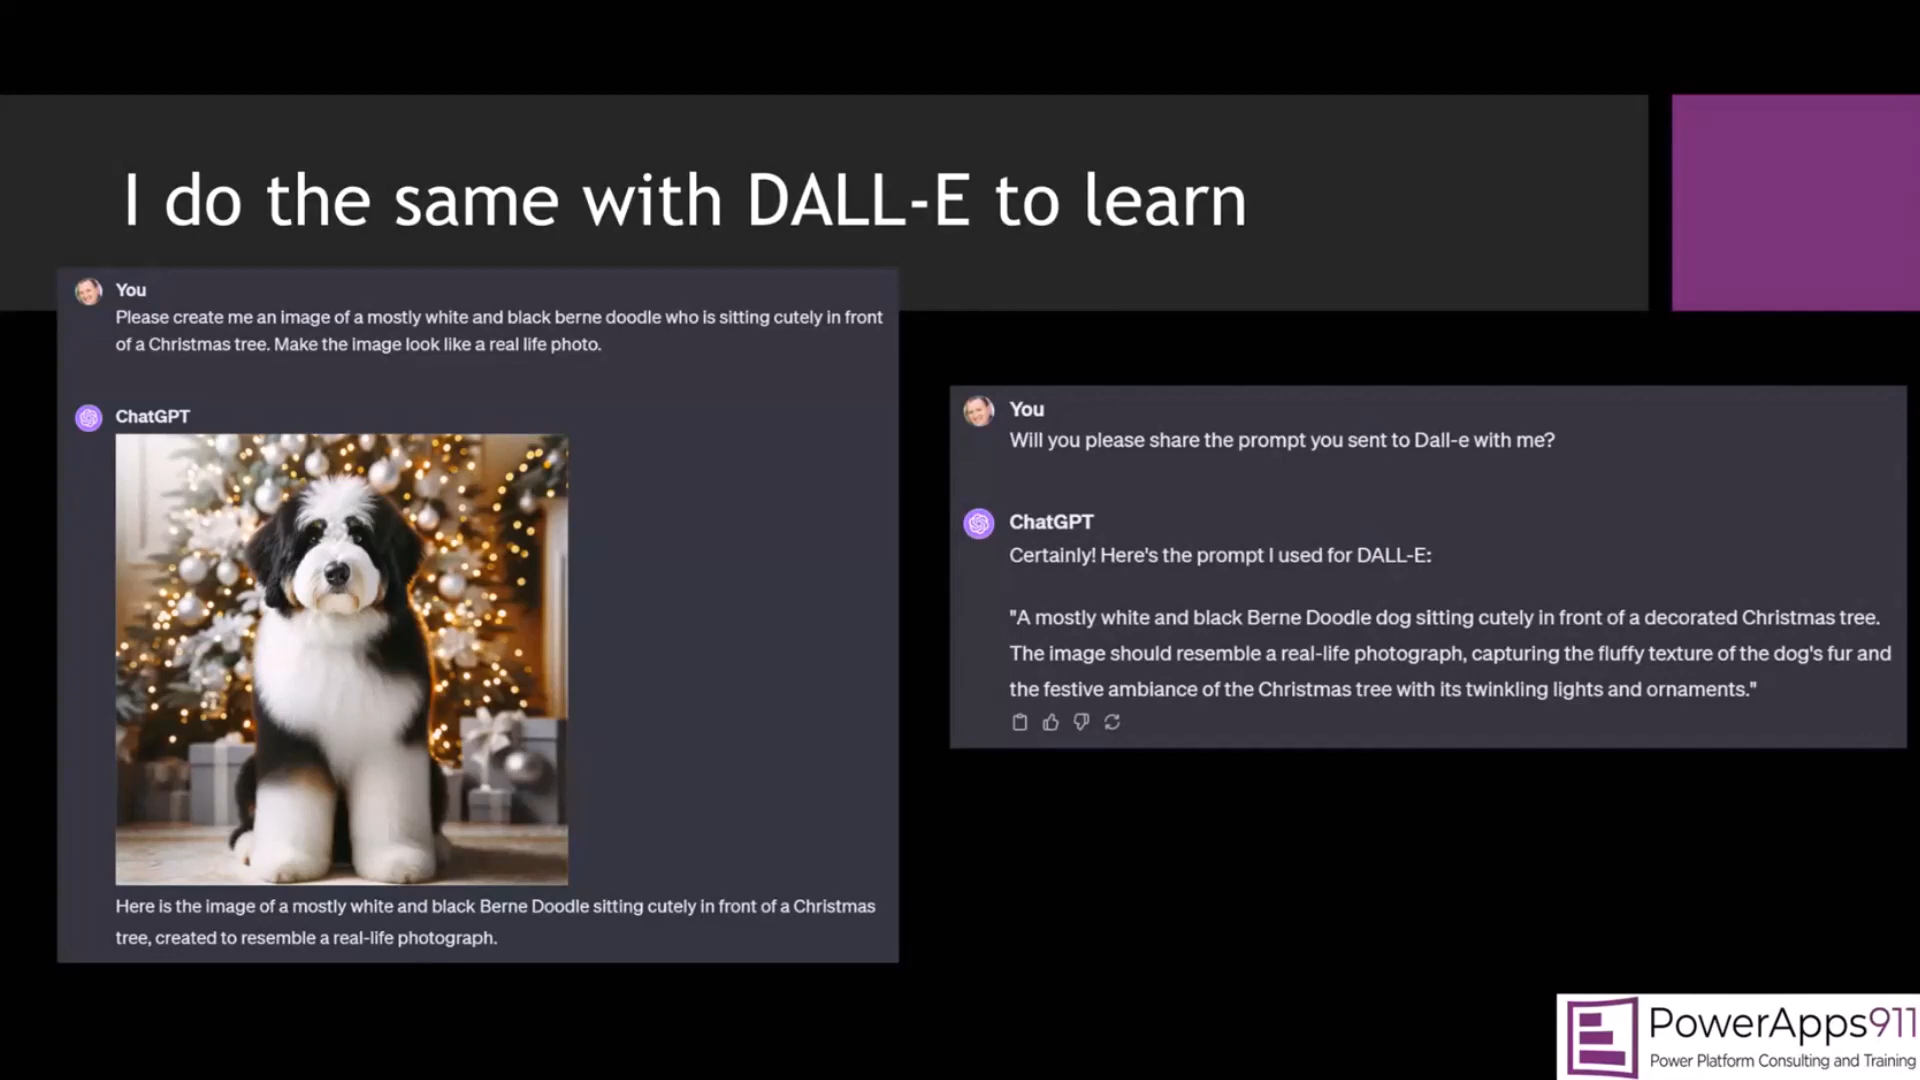 I do the same with DALL-E to learn
You
Please create me an image of a mostly white and black berne doodle who is sitting cutely in front
of a Christmas tree. Make the image look like a real life photo.
ChatGPT
Here is the image of a mostly white and black Berne Doodle sitting cutely in front of a Christmas
tree, created to resemble a real-life photograph.
You
Will you please share the prompt you sent to Dall-e with me?
ChatGPT
Certainly! Here's the prompt I used for DALL-E:
"A mostly white and black Berne Doodle dog sitting cutely in front of a decorated Christmas tree.
The image should resemble a real-life photograph, capturing the fluffy texture of the dog's fur and
the festive ambiance of the Christmas tree with its twinkling lights and ornaments."
PowerApps911
Power Platform Consulting and Training